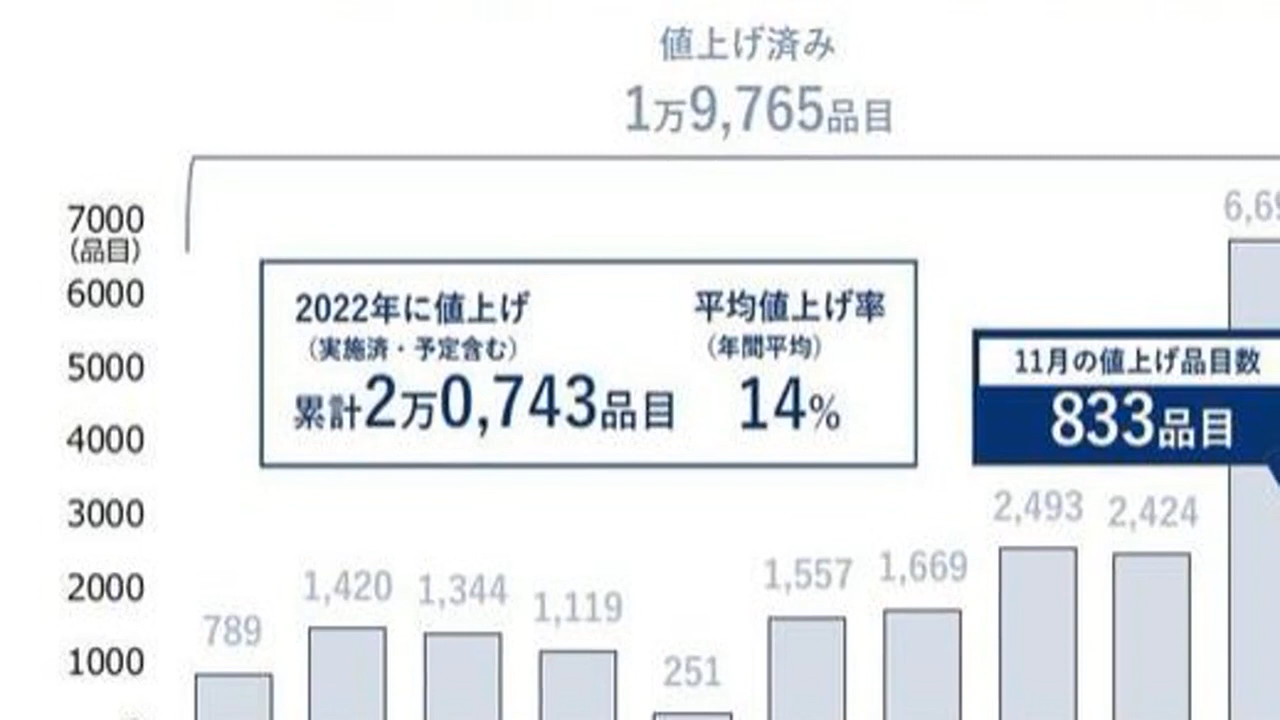 値上げ済み
1万9,765品目
7000
(品目)
6000
5000
4000
3000
2000
1000
2022年に値上げ
（実施済・予定含む）
累計2万0,743品目
平均値上げ率
（年間平均）
14%
11月の値上げ品目数
833品目
789
1,420
1,344
1,119
251
1,557
1,669
2,493
2,424